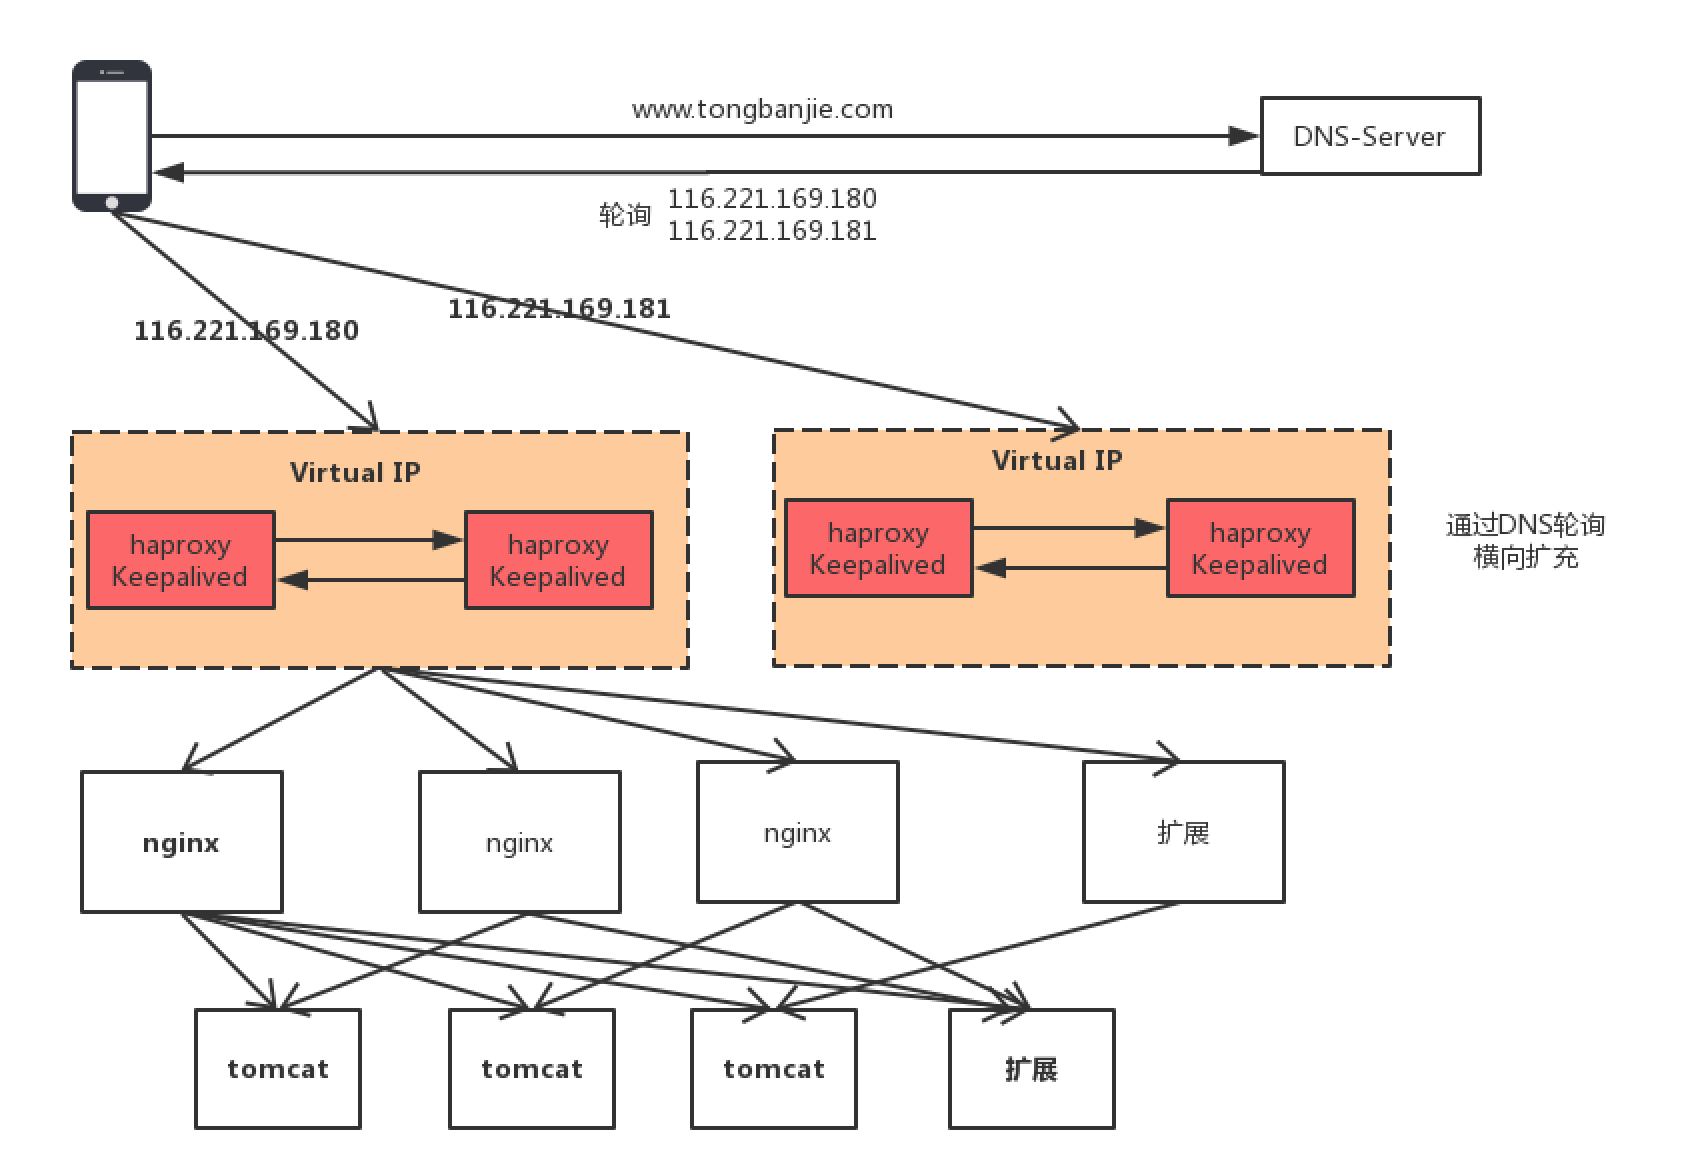 www.tongbanjie.com
DNS-Server
轮询
116.221.169.180
116.221.169.181
116.221.169.180
116.221.169.181
Virtual IP
haproxy
Keepalived
haproxy
Keepalived
Virtual IP
haproxy
Keepalived
haproxy
Keepalived
通过DNS轮询
横向扩充
nginx
nginx
nginx
扩展
tomcat
tomcat
tomcat
扩展